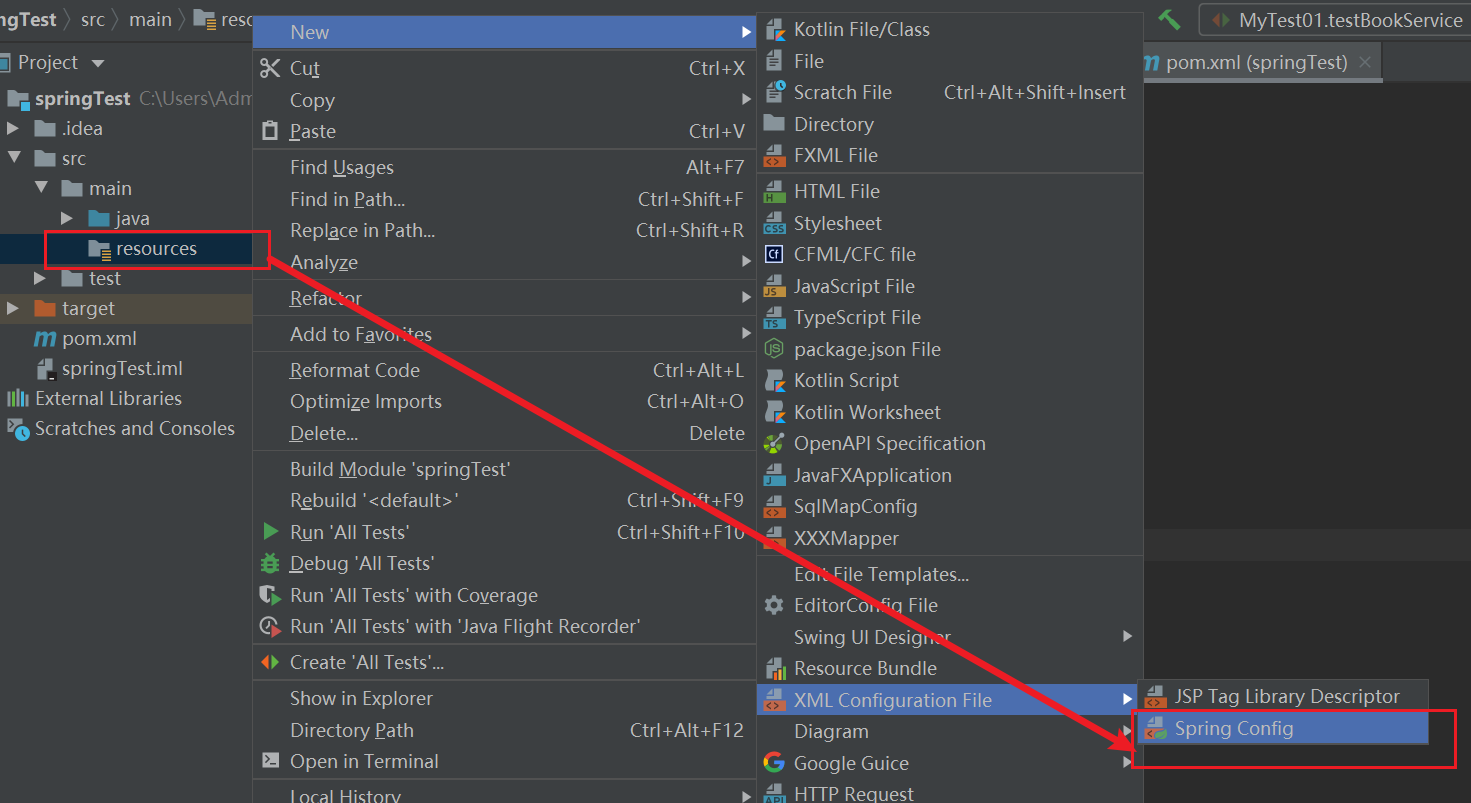 ngTest src main reso
Project
springTest C:\Users\Adm
.idea
src
main
java
resources
test
target
pom.xml
springTest.iml
External Libraries
Scratches and Consoles
New
Cut Ctrl+X
Copy
Paste Ctrl+V
Find Usages Alt+F7
Find in Path... Ctrl+Shift+F
Replace in Path... Ctrl+Shift+R
Analyze
Refactor
Add to Favorites
Reformat Code Ctrl+Alt+L
Optimize Imports Ctrl+Alt+O
Delete... Delete
Build Module 'springTest'
Rebuild '<default>' Ctrl+Shift+F9
Run 'All Tests' Ctrl+Shift+F10
Debug 'All Tests'
Run 'All Tests' with Coverage
Run 'All Tests' with 'Java Flight Recorder'
Create 'All Tests'...
Show in Explorer
Directory Path Ctrl+Alt+F12
Open in Terminal
Local History
Kotlin File/Class
File
Scratch File Ctrl+Alt+Shift+Insert
Directory
FXML File
HTML File
Stylesheet
CFML/CFC file
JavaScript File
TypeScript File
package.json File
Kotlin Script
Kotlin Worksheet
OpenAPI Specification
JavaFXApplication
SqlMapConfig
XXXMapper
Edit File Templates...
EditorConfig File
Swing UI Designer
Resource Bundle
XML Configuration File
Diagram
Google Guice
HTTP Request
JSP Tag Library Descriptor
Spring Config
MyTest01.testBookService
pom.xml (springTest)